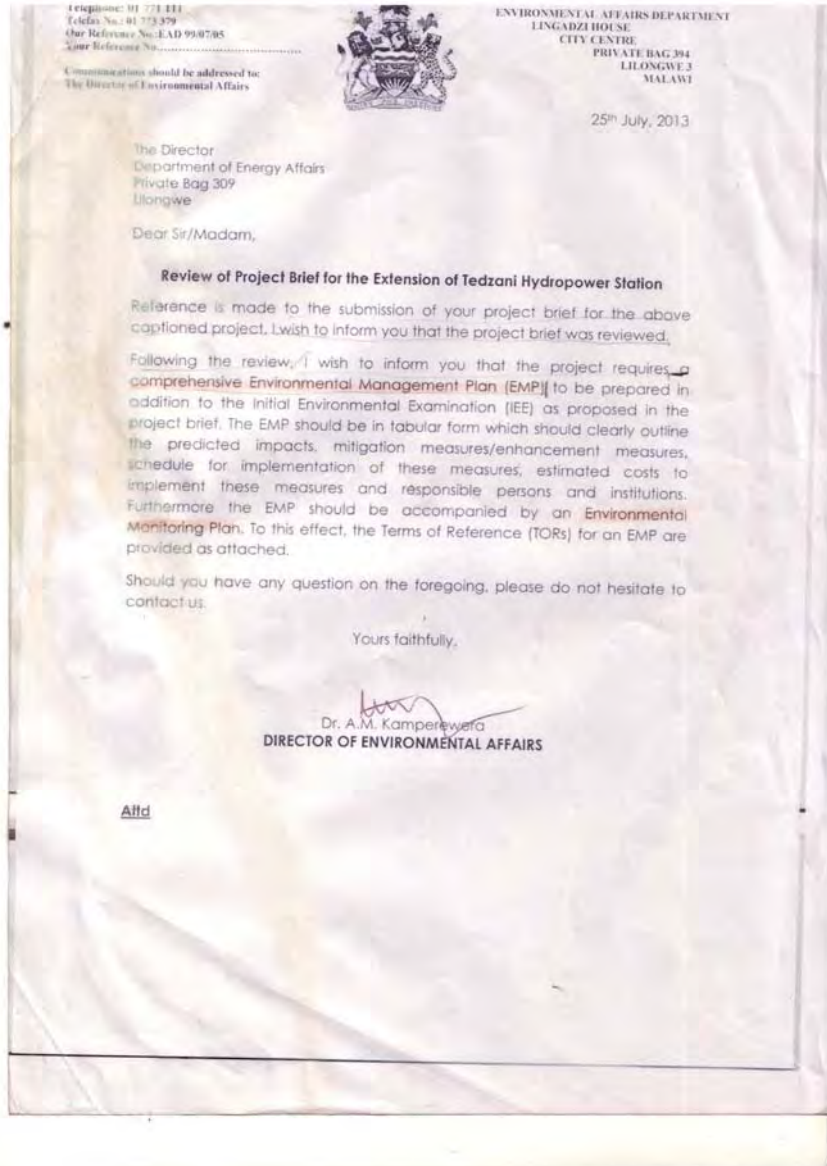 Telephone: 01 771 111
Telefax No.: 01 773 379
Our Reference No.:EAD 99/07/05
Your Reference No.................................
Communications should be addressed to:
The Director of Environmental Affairs
ENVIRONMENTAL AFFAIRS DEPARTMENT
LINGADZI HOUSE
CITY CENTRE
PRIVATE BAG 394
LILONGWE 3
MALAWI
25th July, 2013
The Director
Department of Energy Affairs
Private Bag 309
Lilongwe
Dear Sir/Madam,
Review of Project Brief for the Extension of Tedzani Hydropower Station
Reference is made to the submission of your project brief for the above
captioned project. I wish to inform you that the project brief was reviewed.
Following the review, I wish to inform you that the project requires a
comprehensive Environmental Management Plan (EMP) to be prepared in
addition to the Initial Environmental Examination (IEE) as proposed in the
project brief. The EMP should be in tabular form which should clearly outline
the predicted impacts, mitigation measures/enhancement measures,
schedule for implementation of these measures, estimated costs to
implement these measures and responsible persons and institutions.
Furthermore the EMP should be accompanied by an Environmental
Monitoring Plan. To this effect, the Terms of Reference (TORs) for an EMP are
provided as attached.
Should you have any question on the foregoing, please do not hesitate to
contact us.
Yours faithfully,
Dr. A.M. Kamperewera
DIRECTOR OF ENVIRONMENTAL AFFAIRS
Attd